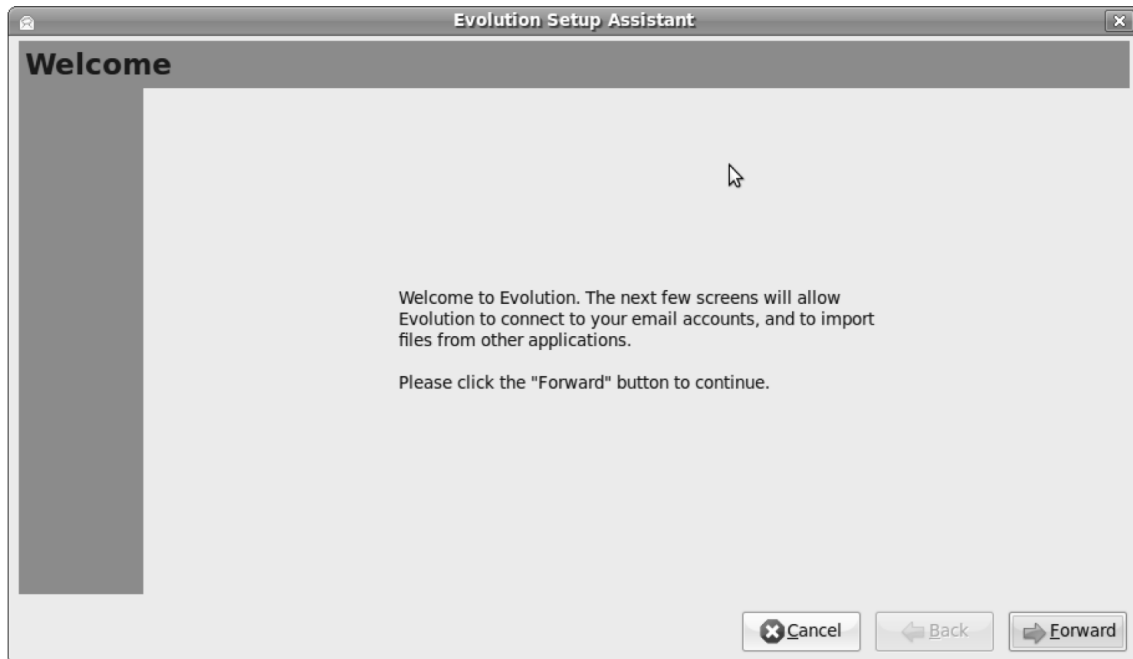 Evolution Setup Assistant
Welcome
Welcome to Evolution. The next few screens will allow
Evolution to connect to your email accounts, and to import
files from other applications.
Please click the "Forward" button to continue.
Cancel
Back
Forward